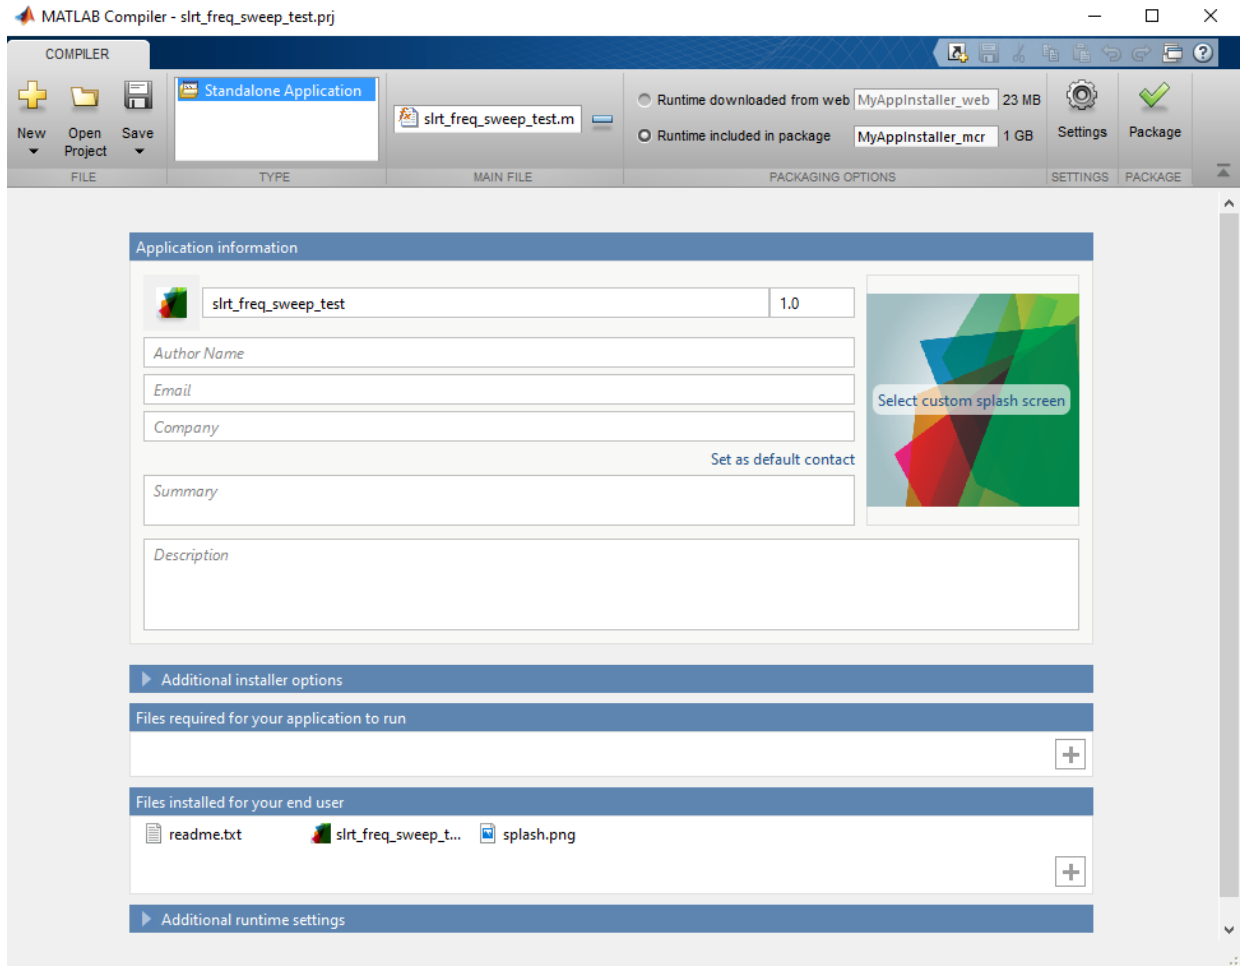 MATLAB Compiler - slrt_freq_sweep_test.prj
COMPILER
New
Open Project
Save
FILE
Standalone Application
TYPE
slrt_freq_sweep_test.m
MAIN FILE
Runtime downloaded from web MyAppInstaller_web 23 MB
Runtime included in package MyAppInstaller_mcr 1 GB
PACKAGING OPTIONS
Settings
SETTINGS
Package
PACKAGE
Application information
slrt_freq_sweep_test 1.0
Author Name
Email
Company
Set as default contact
Select custom splash screen
Summary
Description
Additional installer options
Files required for your application to run
Files installed for your end user
readme.txt slrt_freq_sweep_t... splash.png
Additional runtime settings